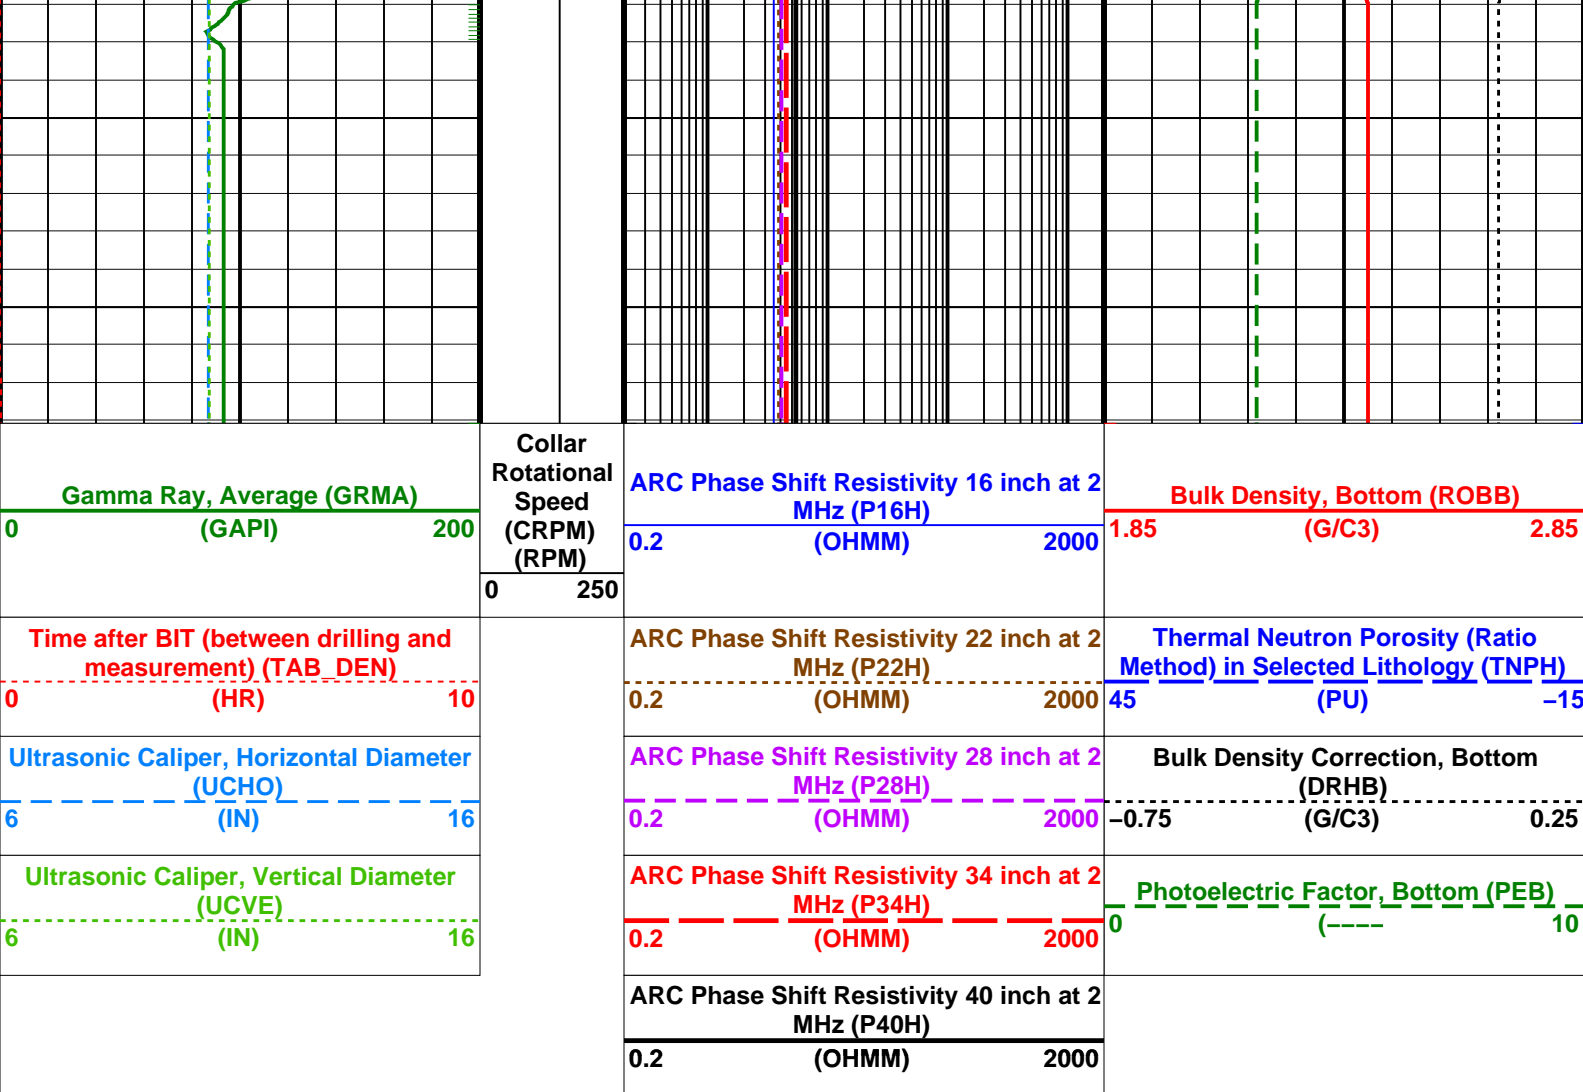 Gamma Ray, Average (GRMA)
0 (GAPI) 200
Time after BIT (between drilling and
measurement) (TAB_DEN)
0 (HR) 10
Ultrasonic Caliper, Horizontal Diameter
(UCHO)
6 (IN) 16
Ultrasonic Caliper, Vertical Diameter
(UCVE)
6 (IN) 16
Collar
Rotational
Speed
(CRPM)
(RPM)
0 250
ARC Phase Shift Resistivity 16 inch at 2
MHz (P16H)
0.2 (OHMM) 2000
ARC Phase Shift Resistivity 22 inch at 2
MHz (P22H)
0.2 (OHMM) 2000
ARC Phase Shift Resistivity 28 inch at 2
MHz (P28H)
0.2 (OHMM) 2000
ARC Phase Shift Resistivity 34 inch at 2
MHz (P34H)
0.2 (OHMM) 2000
ARC Phase Shift Resistivity 40 inch at 2
MHz (P40H)
0.2 (OHMM) 2000
Bulk Density, Bottom (ROBB)
1.85 (G/C3) 2.85
Thermal Neutron Porosity (Ratio
Method) in Selected Lithology (TNPH)
45 (PU) −15
Bulk Density Correction, Bottom
(DRHB)
−0.75 (G/C3) 0.25
Photoelectric Factor, Bottom (PEB)
0 (−−−− 10